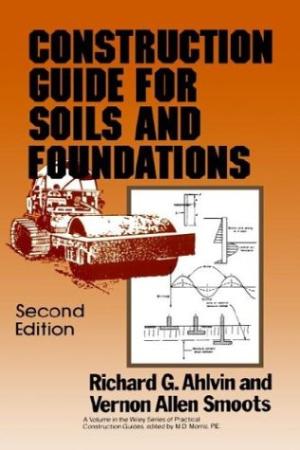 CONSTRUCTION
GUIDE FOR
SOILS AND
FOUNDATIONS
Second
Edition
Richard G. Ahlvin and
Vernon Allen Smoots
A Volume in the Wiley Series of Practical
Construction Guides, edited by M.D. Morris, P.E.